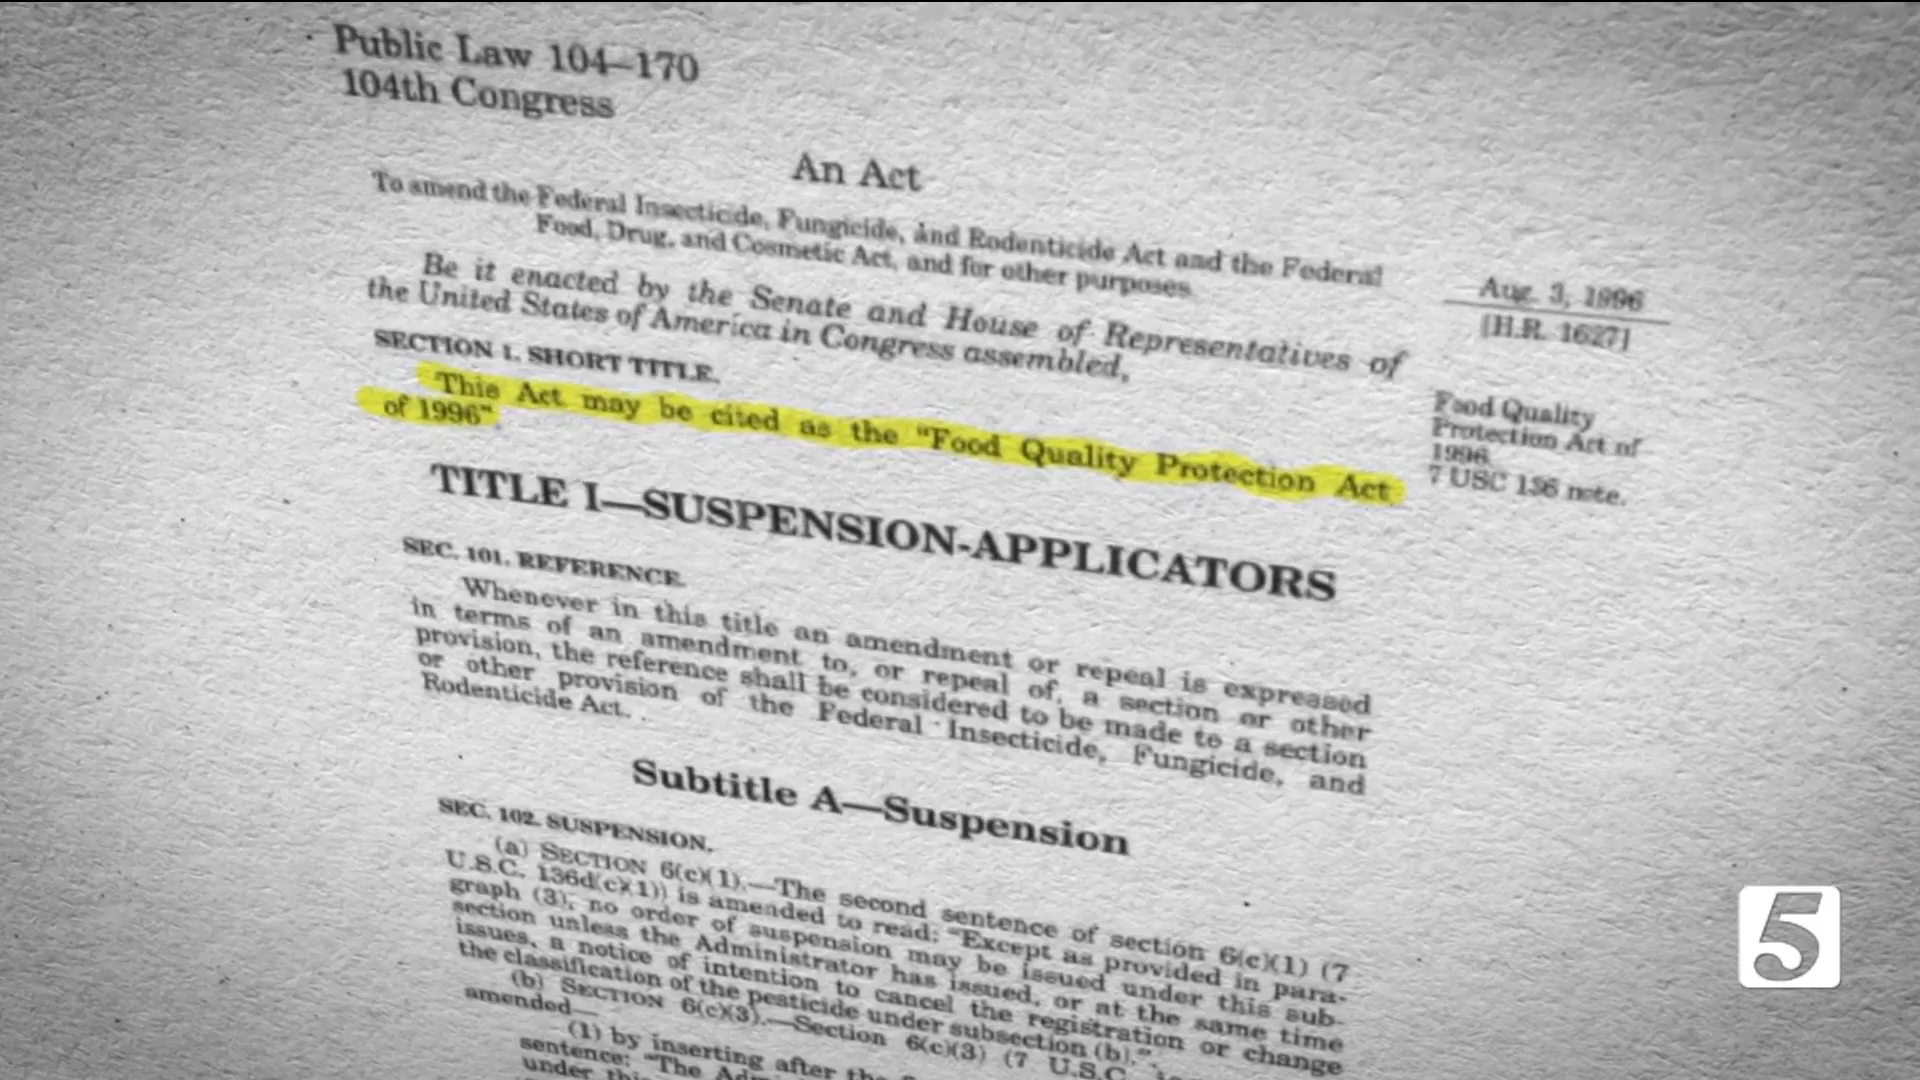 Public Law 104–170
104th Congress
An Act
To amend the Federal Insecticide, Fungicide, and Rodenticide Act and the Federal
Food, Drug, and Cosmetic Act, and for other purposes.
Aug. 3, 1996
[H.R. 1627]
Be it enacted by the Senate and House of Representatives of
the United States of America in Congress assembled,
SECTION 1. SHORT TITLE.
This Act may be cited as the "Food Quality Protection Act
of 1996"
Food Quality
Protection Act of
1996.
7 USC 136 note.
TITLE I—SUSPENSION-APPLICATORS
SEC. 101. REFERENCE.
Whenever in this title an amendment or repeal is expressed
in terms of an amendment to, or repeal of, a section or other
provision, the reference shall be considered to be made to a section
or other provision of the Federal Insecticide, Fungicide, and
Rodenticide Act.
Subtitle A—Suspension
SEC. 102. SUSPENSION.
(a) SECTION 6(c)(1).—The second sentence of section 6(c)(1) (7
U.S.C. 136d(c)(1)) is amended to read: "Except as provided in para-
graph (3), no order of suspension may be issued under this sub-
section unless the Administrator has issued, or at the same time
issues, a notice of intention to cancel the registration or change
the classification of the pesticide under subsection (b).".
(b) SECTION 6(c)(3).—Section 6(c)(3) (7 U.S.C.
amended—
(1) by inserting after the
sentence: "The
under
5